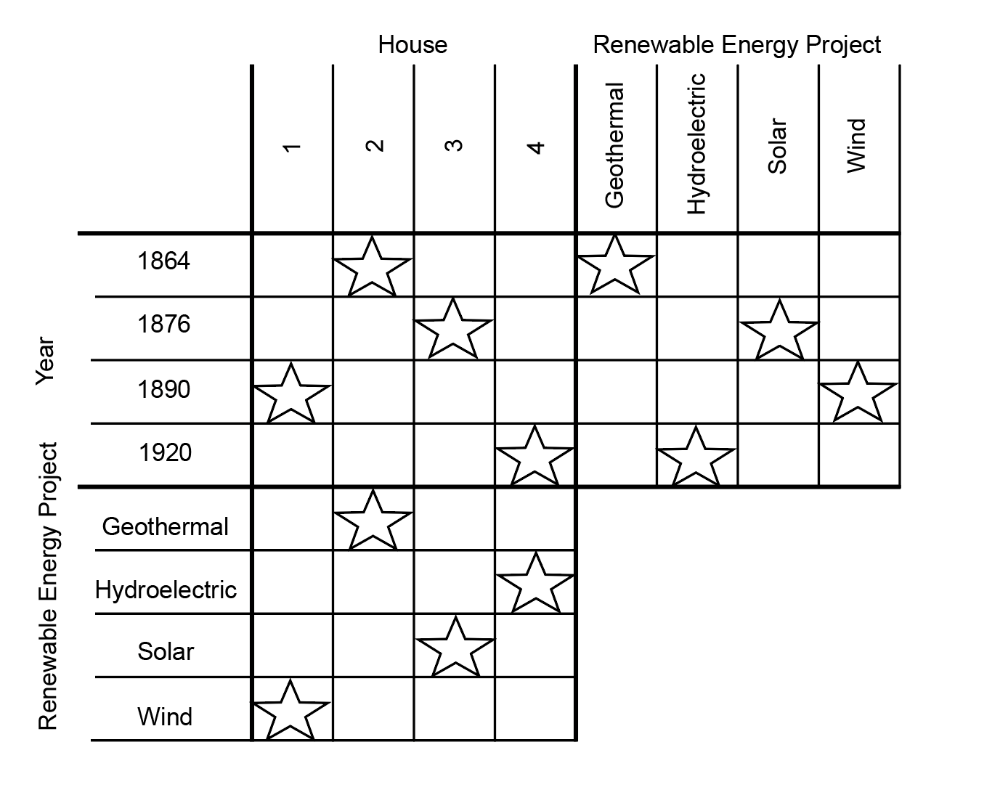 House
Renewable Energy Project
1
2
3
4
Geothermal
Hydroelectric
Solar
Wind
Year
1864
1876
1890
1920
Renewable Energy Project
Geothermal
Hydroelectric
Solar
Wind